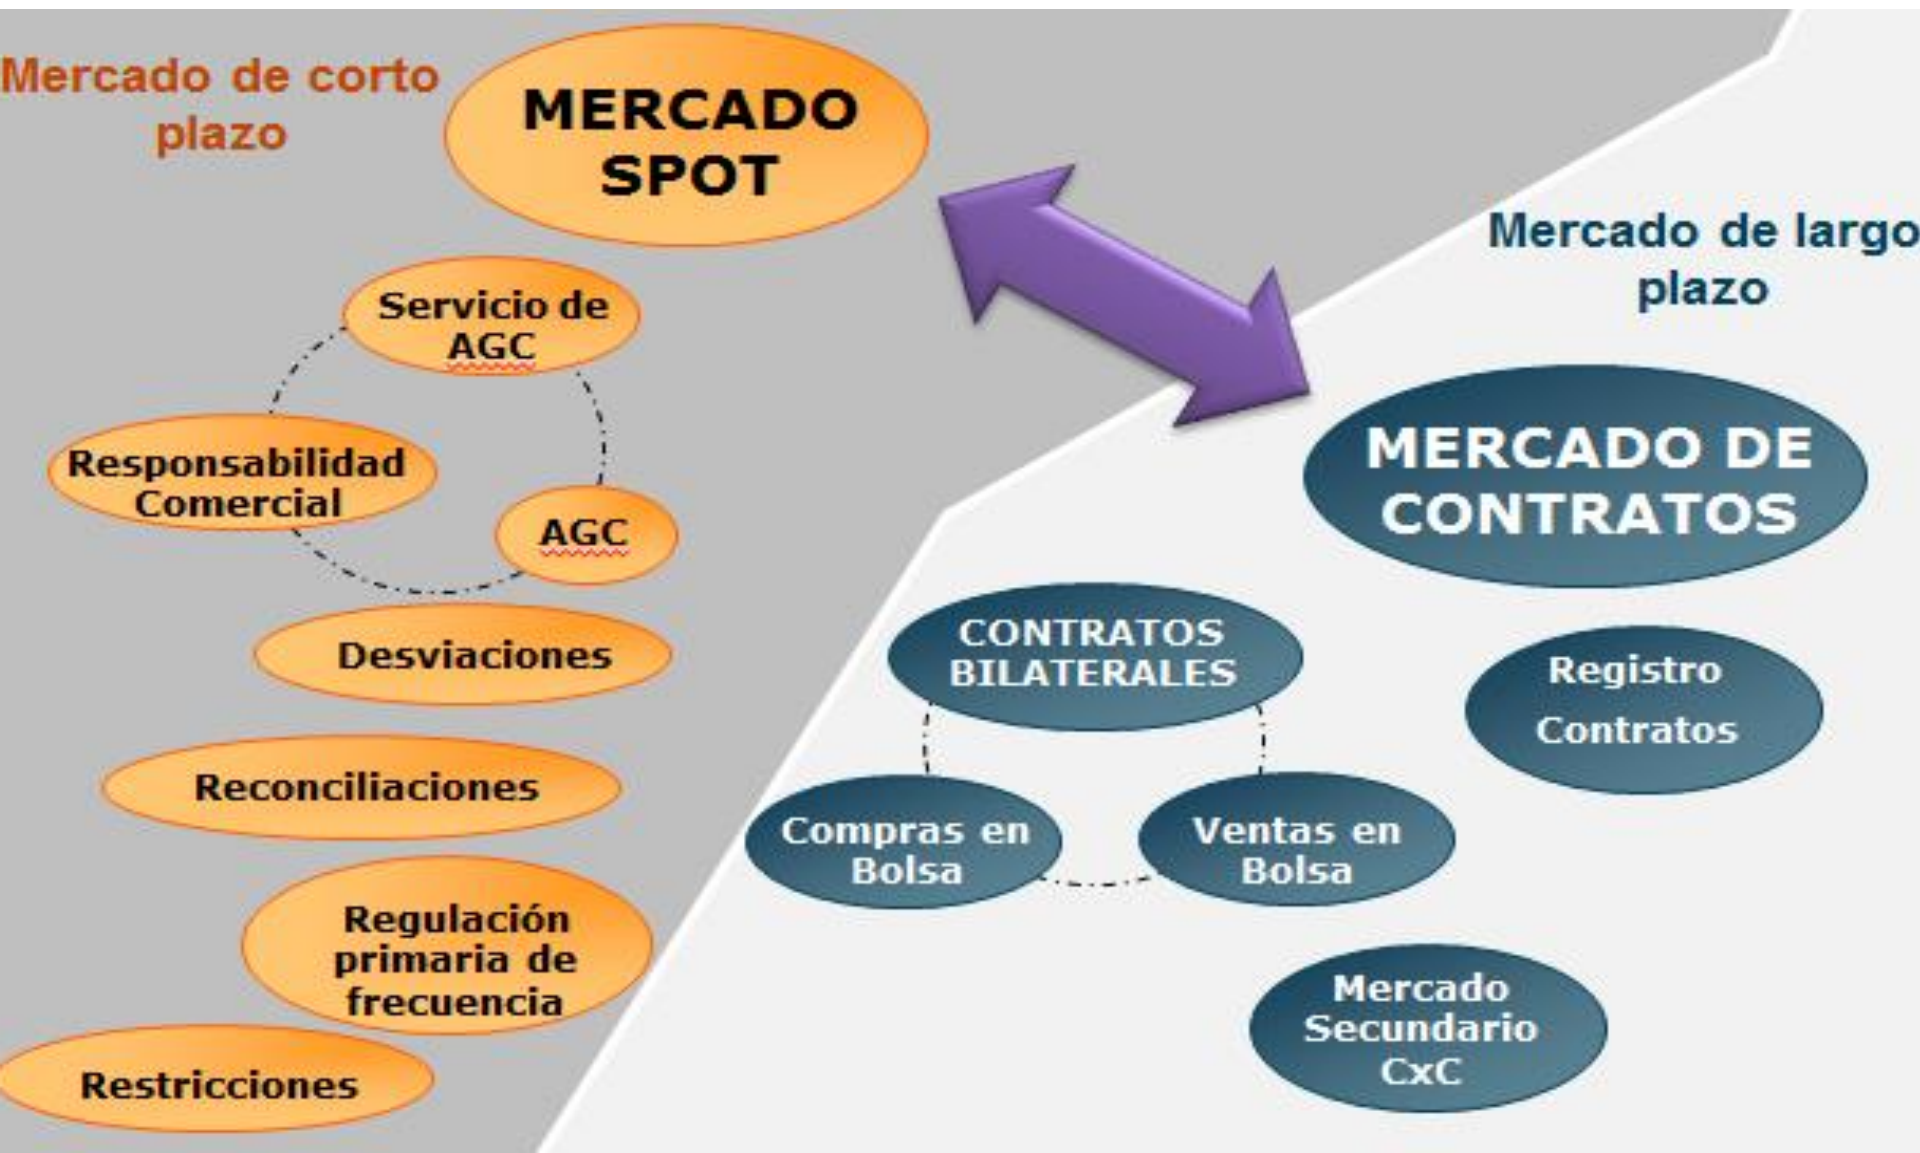 Mercado de corto
plazo
MERCADO
SPOT
Servicio de
AGC
Responsabilidad
Comercial
AGC
Desviaciones
Reconciliaciones
Regulación
primaria de
frecuencia
Restricciones
Mercado de largo
plazo
MERCADO DE
CONTRATOS
CONTRATOS
BILATERALES
Registro
Contratos
Compras en
Bolsa
Ventas en
Bolsa
Mercado
Secundario
CxC